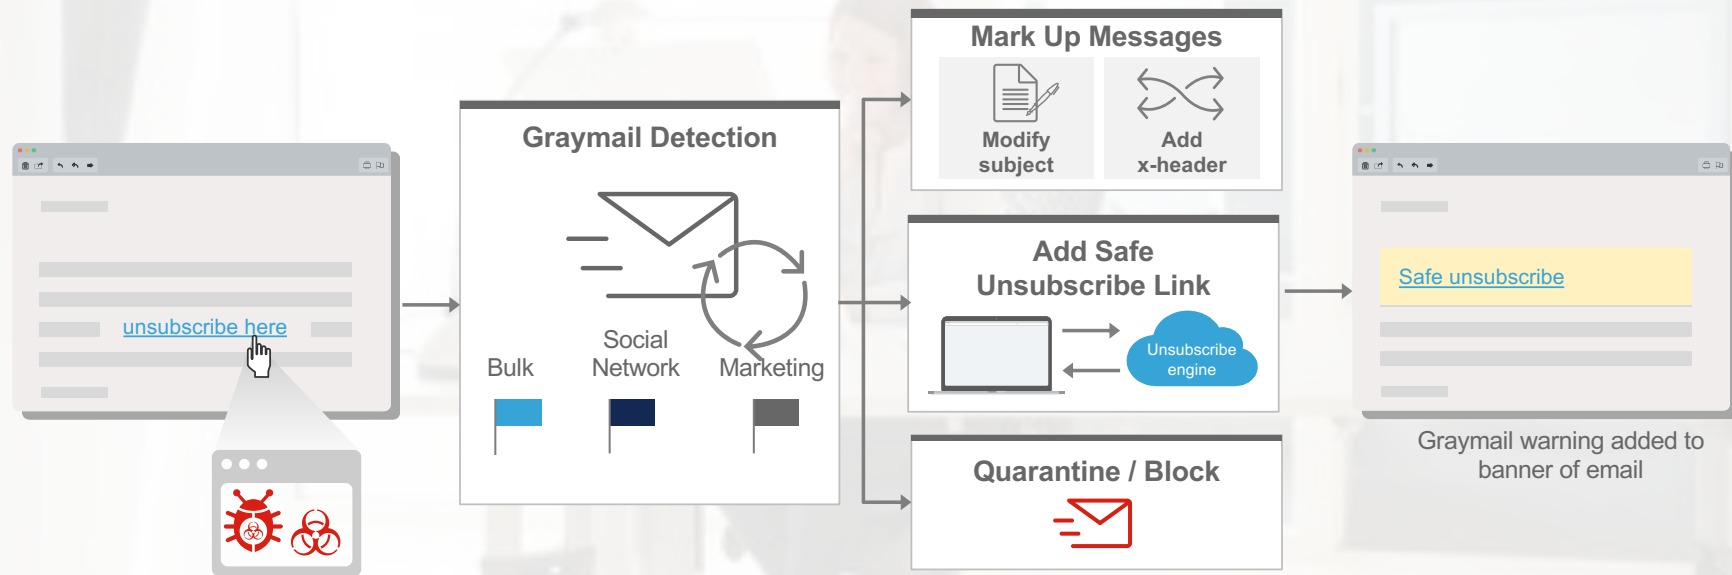 unsubscribe here
Graymail Detection
Bulk
Social
Network
Marketing
Mark Up Messages
Modify
subject
Add
x-header
Add Safe
Unsubscribe Link
Unsubscribe
engine
Quarantine / Block
Safe unsubscribe
Graymail warning added to
banner of email